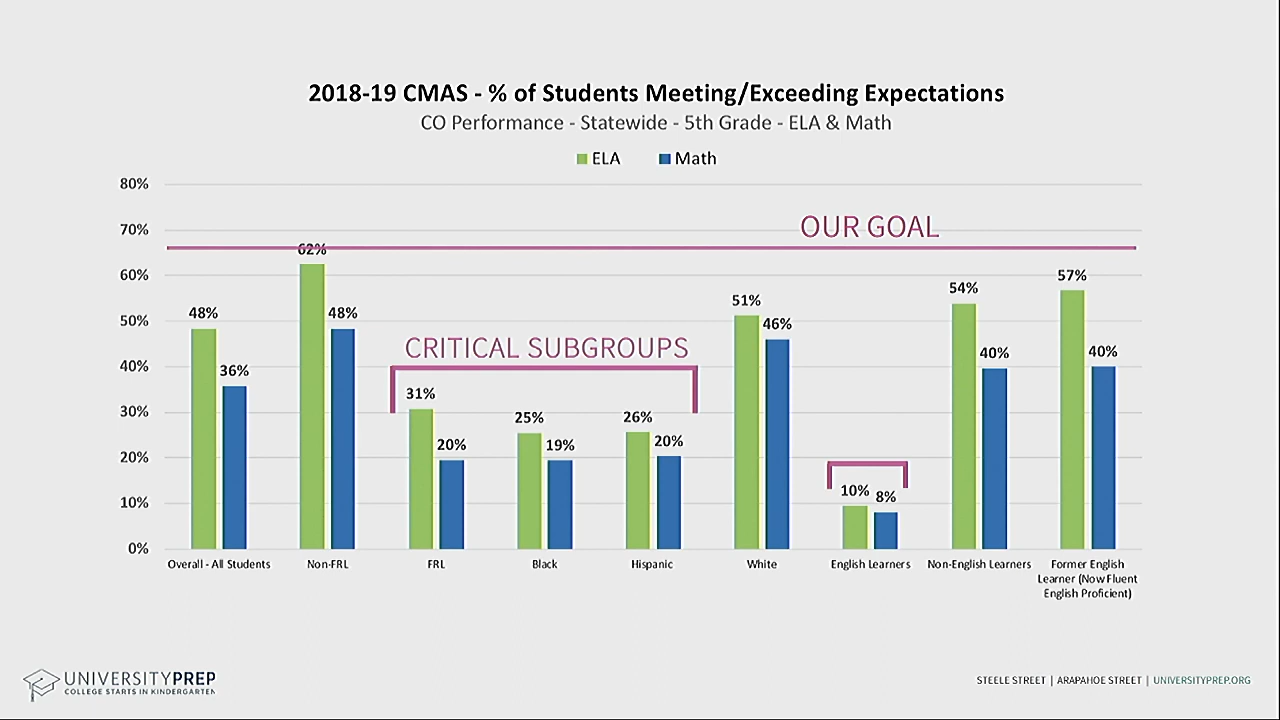 2018-19 CMAS - % of Students Meeting/Exceeding Expectations
CO Performance - Statewide - 5th Grade - ELA & Math
ELA Math
80%
70%
60%
50%
40%
30%
20%
10%
0%
OUR GOAL
CRITICAL SUBGROUPS
48% 36%
62% 48%
31% 20%
25% 19%
26% 20%
51% 46%
10% 8%
54% 40%
57% 40%
Overall - All Students
Non-FRL
FRL
Black
Hispanic
White
English Learners
Non-English Learners
Former English
Learner (Now Fluent
English Proficient)
UNIVERSITYPREP
COLLEGE STARTS IN KINDERGARTEN
STEELE STREET | ARAPAHOE STREET | UNIVERSITYPREP.ORG